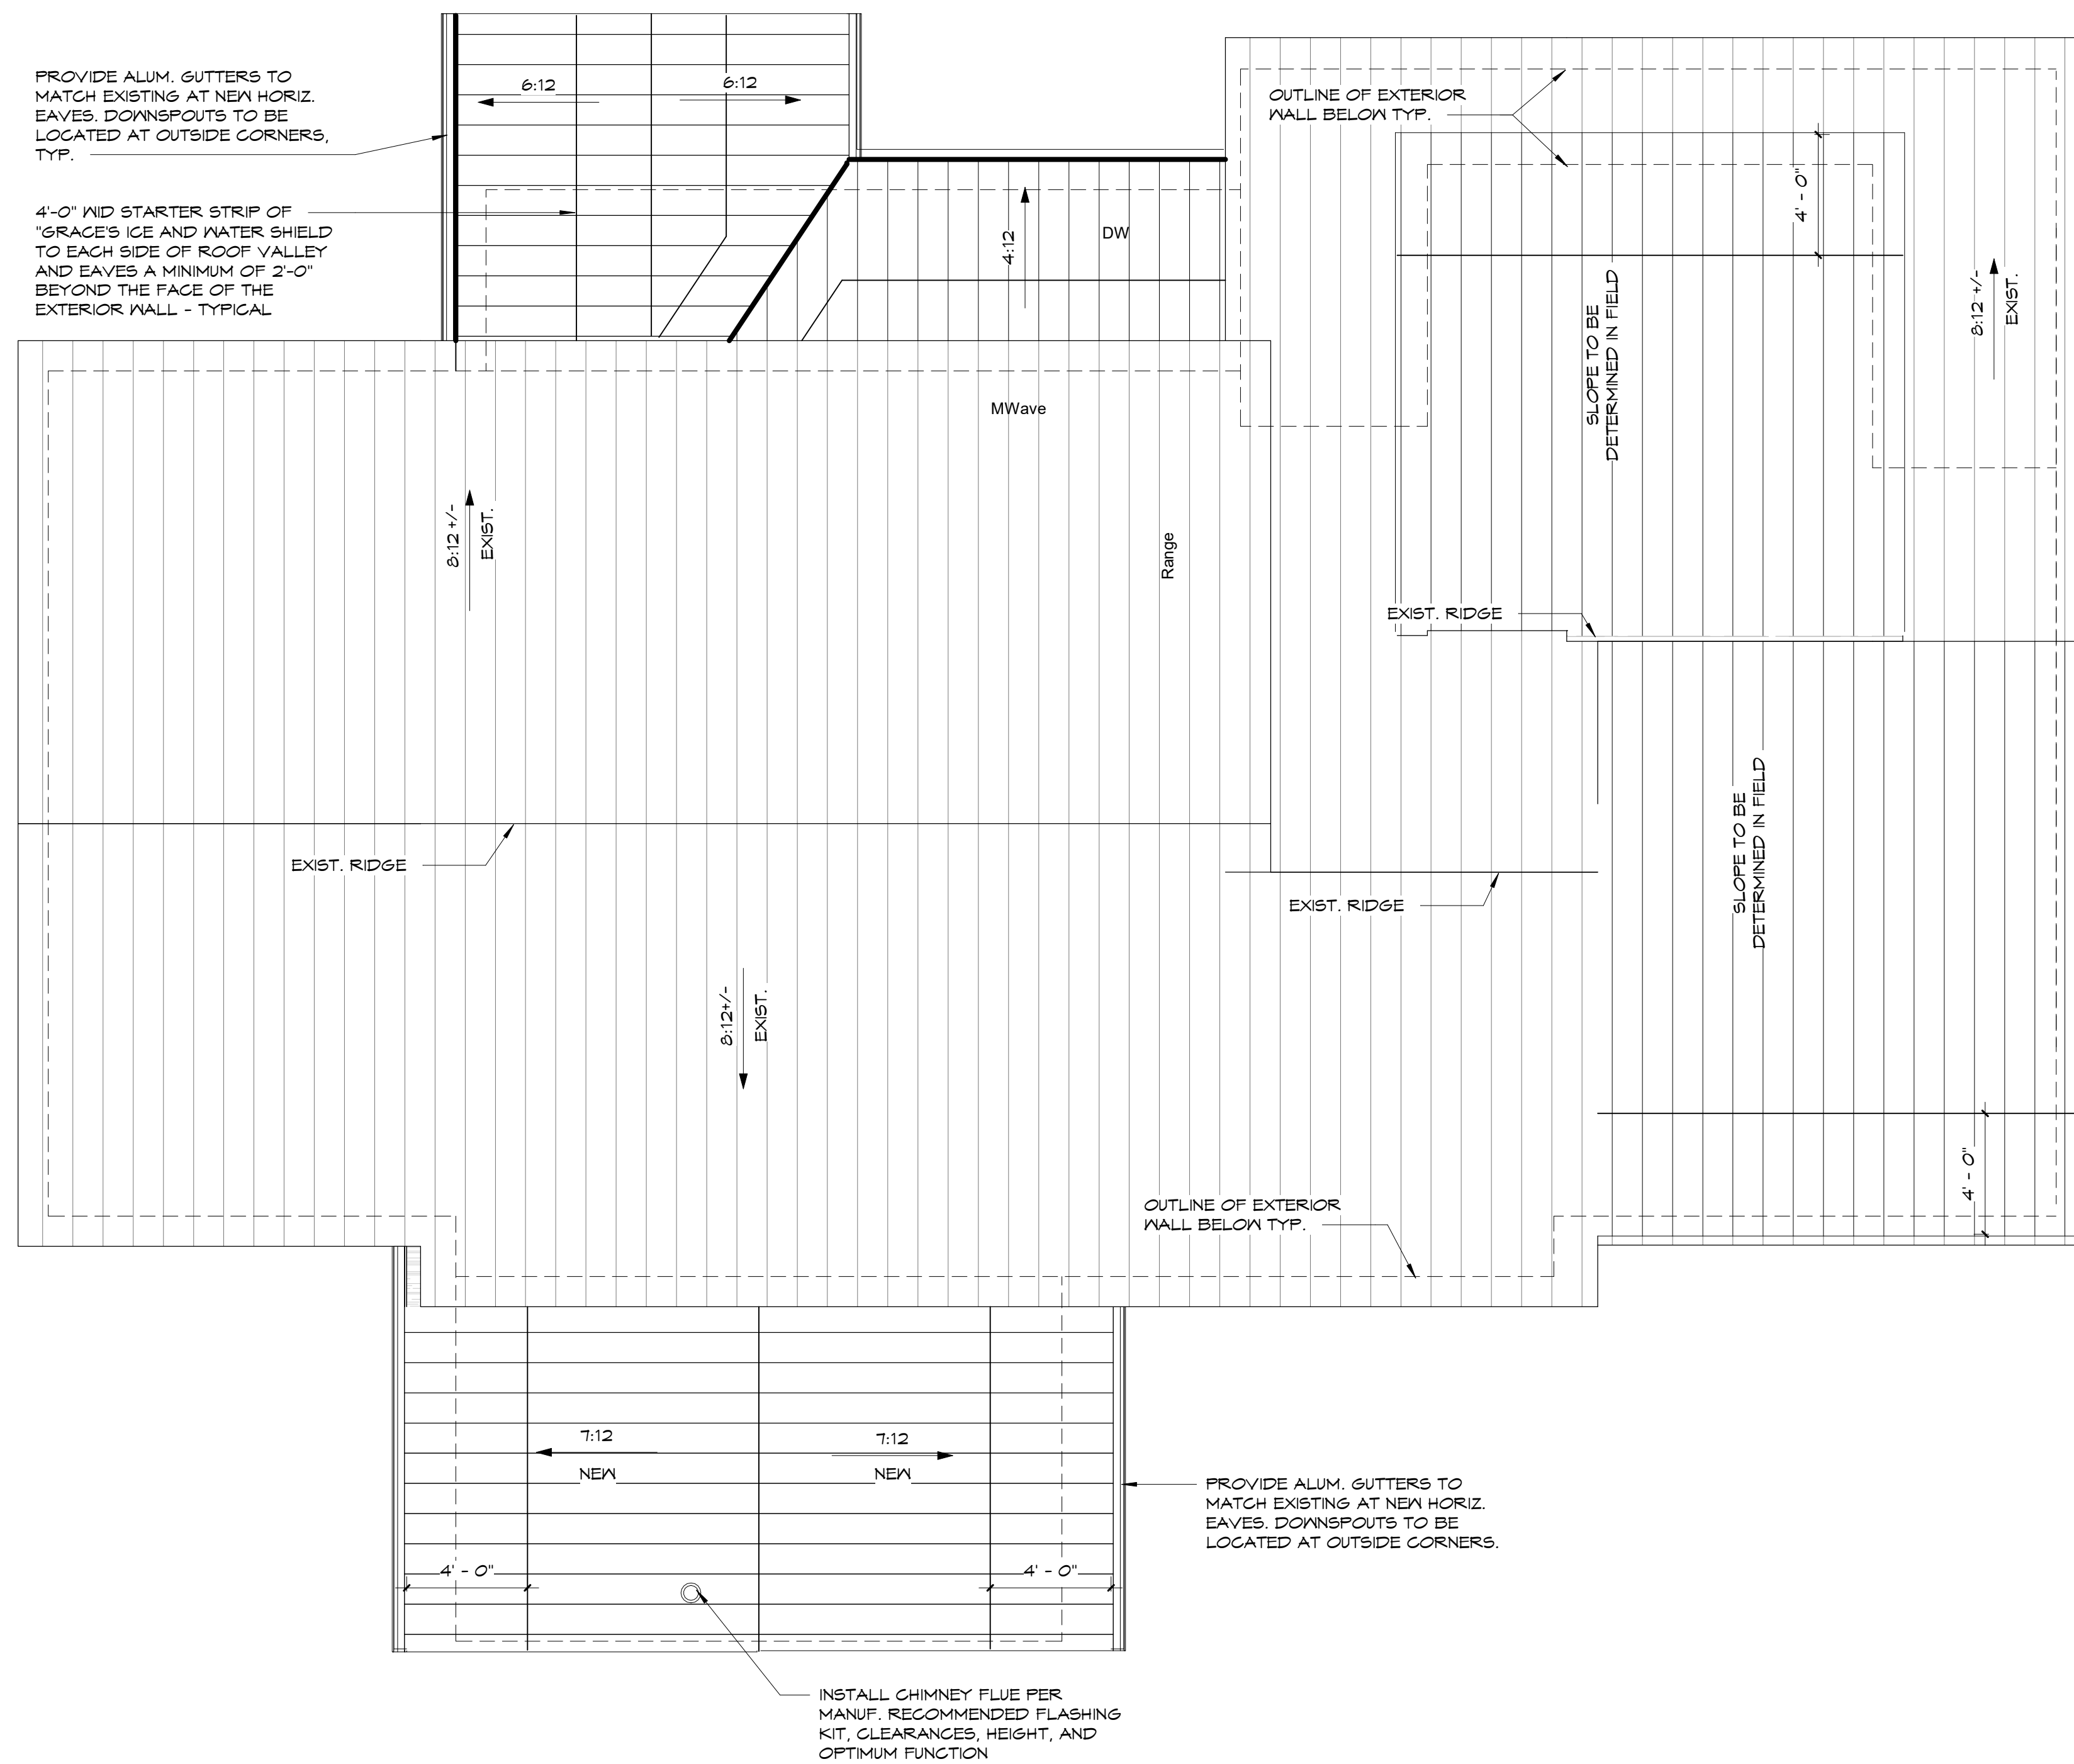 PROVIDE ALUM. GUTTERS TO
MATCH EXISTING AT NEW HORIZ.
EAVES. DOWNSPOUTS TO BE
LOCATED AT OUTSIDE CORNERS,
TYP.
4'-0" WID STARTER STRIP OF
"GRACE'S ICE AND WATER SHIELD
TO EACH SIDE OF ROOF VALLEY
AND EAVES A MINIMUM OF 2'-0"
BEYOND THE FACE OF THE
EXTERIOR WALL - TYPICAL
6:12
6:12
4:12
DW
OUTLINE OF EXTERIOR
WALL BELOW TYP.
4' - 0"
SLOPE TO BE
DETERMINED IN FIELD
8:12 +/-
EXIST.
MWave
Range
8:12 +/-
EXIST.
EXIST. RIDGE
EXIST. RIDGE
EXIST. RIDGE
SLOPE TO BE
DETERMINED IN FIELD
8:12+/-
EXIST.
OUTLINE OF EXTERIOR
WALL BELOW TYP.
4' - 0"
7:12
NEW
7:12
NEW
4' - 0"
4' - 0"
PROVIDE ALUM. GUTTERS TO
MATCH EXISTING AT NEW HORIZ.
EAVES. DOWNSPOUTS TO BE
LOCATED AT OUTSIDE CORNERS.
INSTALL CHIMNEY FLUE PER
MANUF. RECOMMENDED FLASHING
KIT, CLEARANCES, HEIGHT, AND
OPTIMUM FUNCTION